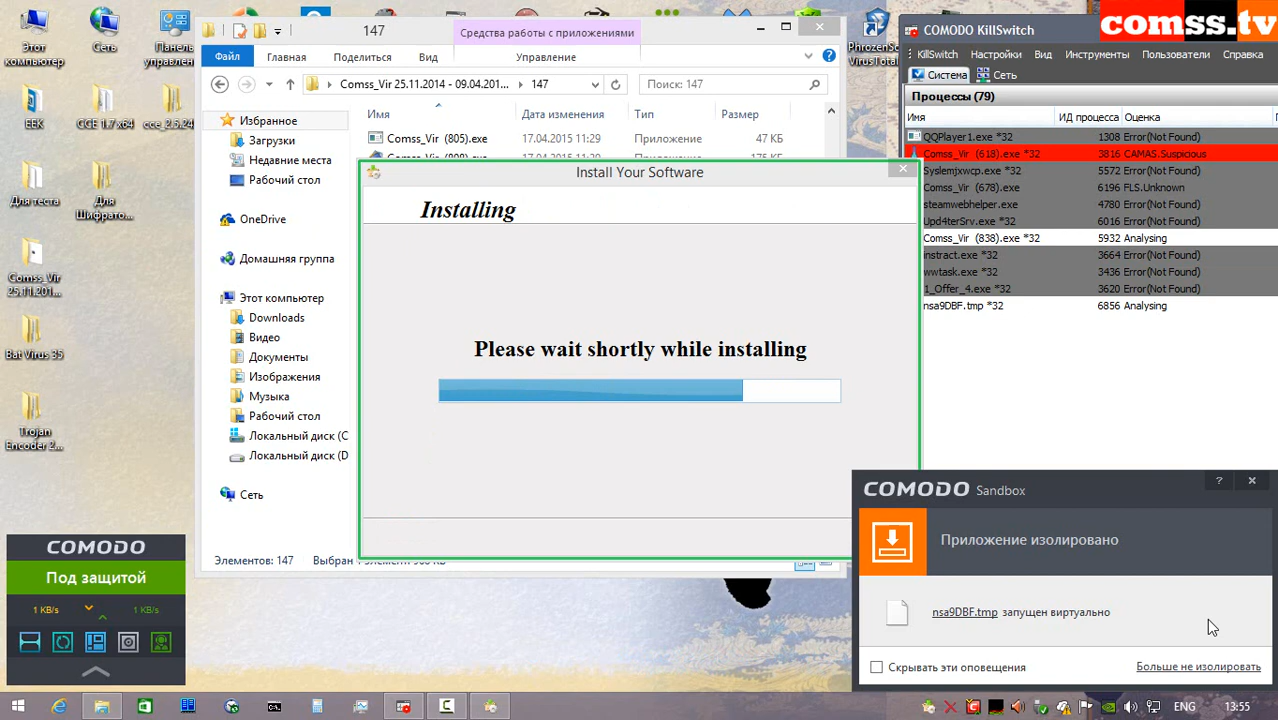 Этот компьютер
Сеть
Панель управлен...
EEK
CCE 1.7 x64
cce_2.5.24
Для теста
Для Шифрато...
Comss_Vir 25.11.201...
Bat Virus 35
Trojan Encoder 2...
COMODO
Под защитой
1 KB/s
1 KB/s
147
Средства работы с приложениями
Файл
Главная
Поделиться
Вид
Управление
Comss_Vir 25.11.2014 - 09.04.201...
147
Поиск: 147
Избранное
Загрузки
Недавние места
Рабочий стол
OneDrive
Домашняя группа
Этот компьютер
Downloads
Видео
Документы
Изображения
Музыка
Рабочий стол
Локальный диск (C
Локальный диск (D
Сеть
Имя
Дата изменения
Тип
Размер
Comss_Vir (805).exe
17.04.2015 11:29
Приложение
47 КБ
Элементов: 147
Install Your Software
Installing
Please wait shortly while installing
PhrozenS
VirusTotal
comss.tv
COMODO KillSwitch
KillSwitch
Настройки
Вид
Инструменты
Пользователи
Справка
Система
Сеть
Процессы (79)
Имя
ИД процесса
Оценка
QQPlayer1.exe *32 1308 Error(Not Found)
Comss_Vir (618).exe *32 3816 CAMAS.Suspicious
Syslemjxwcp.exe *32 5572 Error(Not Found)
Comss_Vir (678).exe *32 6196 FLS.Unknown
steamwebhelper.exe 4780 Error(Not Found)
Upd4terSrv.exe *32 6016 Error(Not Found)
Comss_Vir (838).exe *32 5932 Analysing
instract.exe *32 3664 Error(Not Found)
wwtask.exe *32 3436 Error(Not Found)
1_Offer_4.exe *32 3620 Error(Not Found)
nsa9DBF.tmp *32 6856 Analysing
COMODO Sandbox
Приложение изолировано
nsa9DBF.tmp запущен виртуально
Скрывать эти оповещения
Больше не изолировать
ENG
13:55